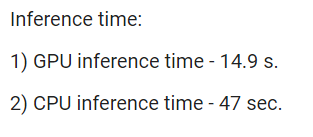 Inference time:
1) GPU inference time - 14.9 s.
2) CPU inference time - 47 sec.